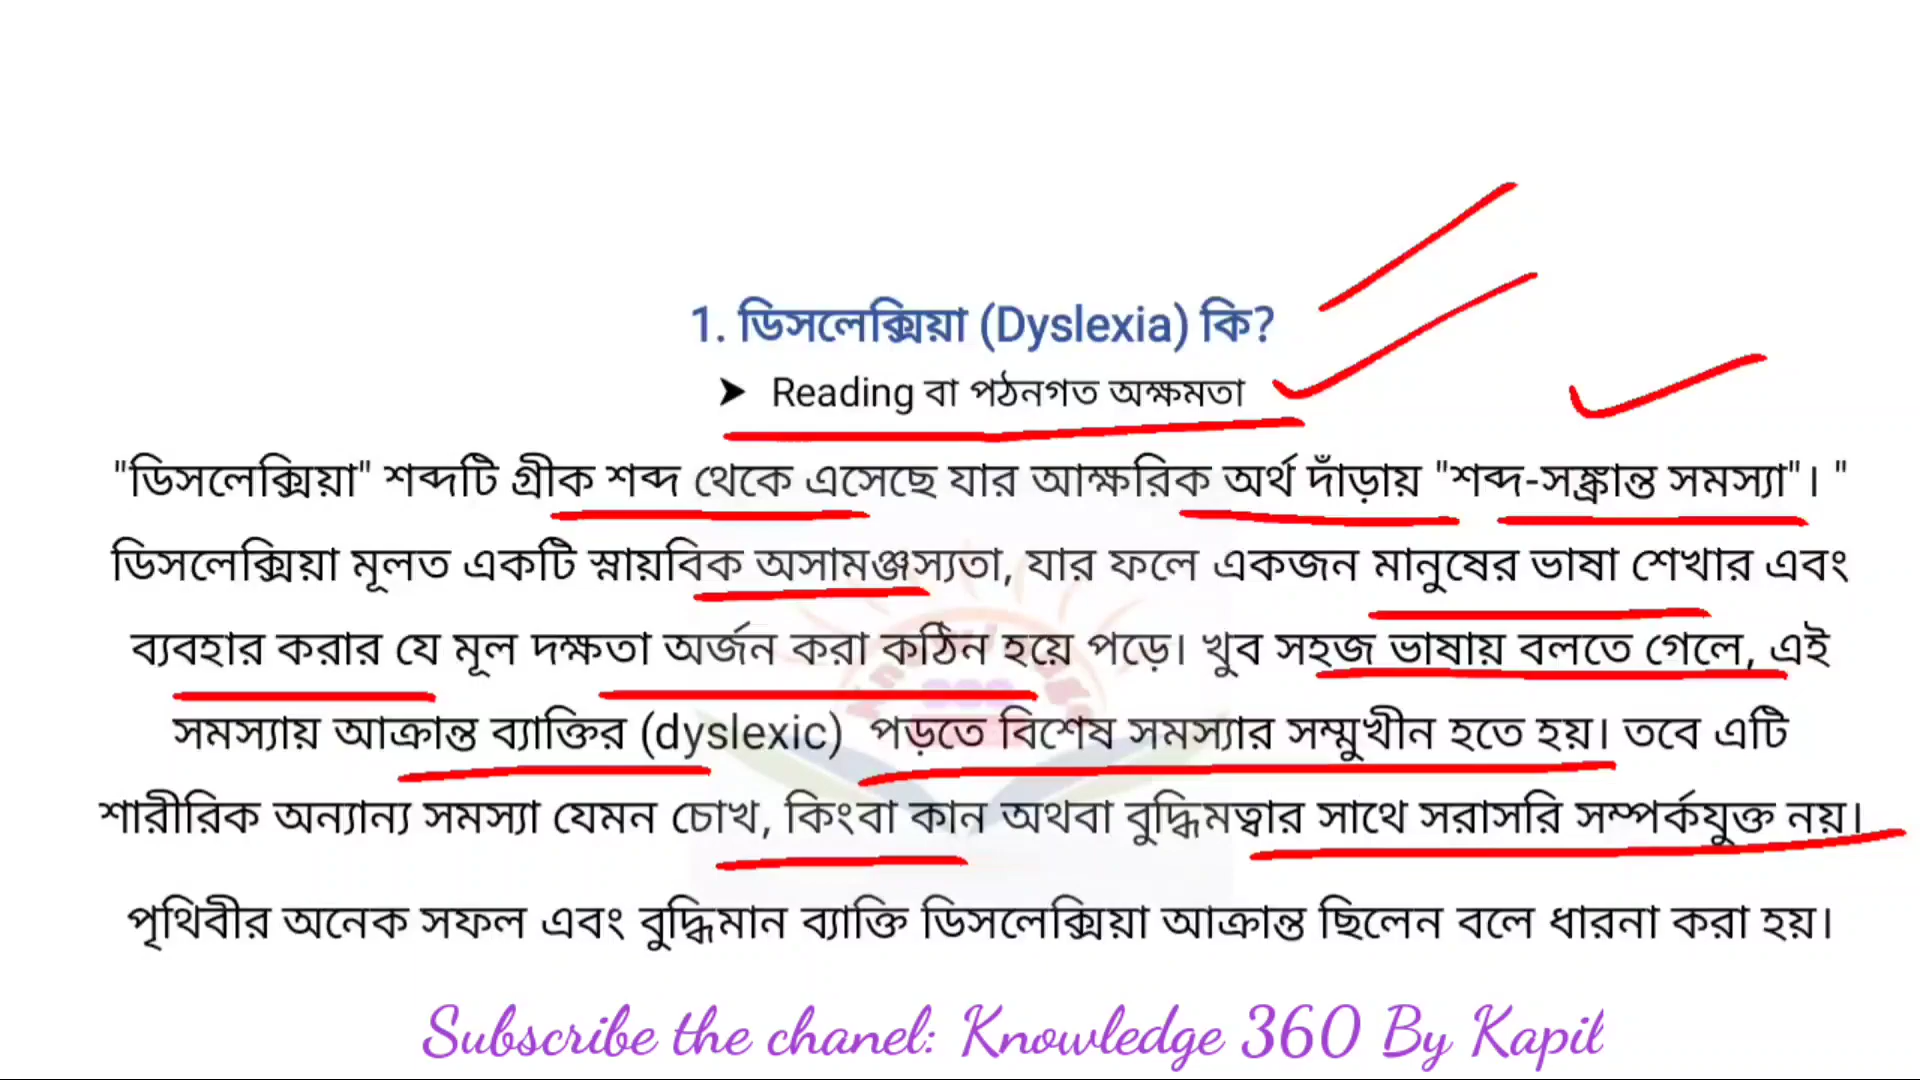 1. ডিসলেক্সিয়া (Dyslexia) কি?
➤ Reading বা পঠনগত অক্ষমতা
"ডিসলেক্সিয়া" শব্দটি গ্রীক শব্দ থেকে এসেছে যার আক্ষরিক অর্থ দাঁড়ায় "শব্দ-সঙ্ক্রান্ত সমস্যা"। "
ডিসলেক্সিয়া মূলত একটি স্নায়বিক অসামঞ্জস্যতা, যার ফলে একজন মানুষের ভাষা শেখার এবং
ব্যবহার করার যে মূল দক্ষতা অর্জন করা কঠিন হয়ে পড়ে। খুব সহজ ভাষায় বলতে গেলে, এই
সমস্যায় আক্রান্ত ব্যাক্তির (dyslexic) পড়তে বিশেষ সমস্যার সম্মুখীন হতে হয়। তবে এটি
শারীরিক অন্যান্য সমস্যা যেমন চোখ, কিংবা কান অথবা বুদ্ধিমত্বার সাথে সরাসরি সম্পর্কযুক্ত নয়।
পৃথিবীর অনেক সফল এবং বুদ্ধিমান ব্যাক্তি ডিসলেক্সিয়া আক্রান্ত ছিলেন বলে ধারনা করা হয়।
Subscribe the chanel: Knowledge 360 By Kapil